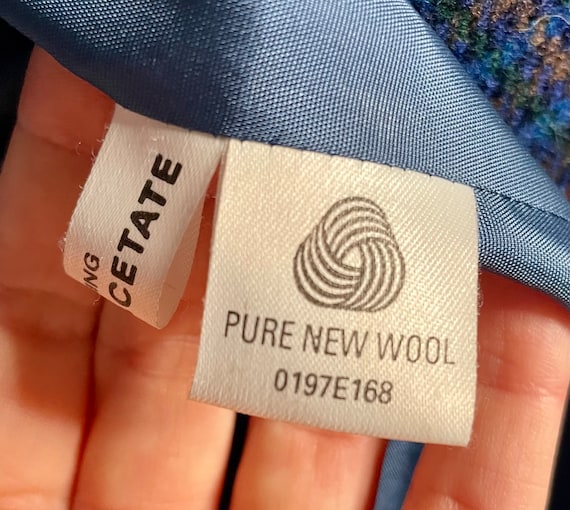 NG
CETATE
PURE NEW WOOL
0197E168